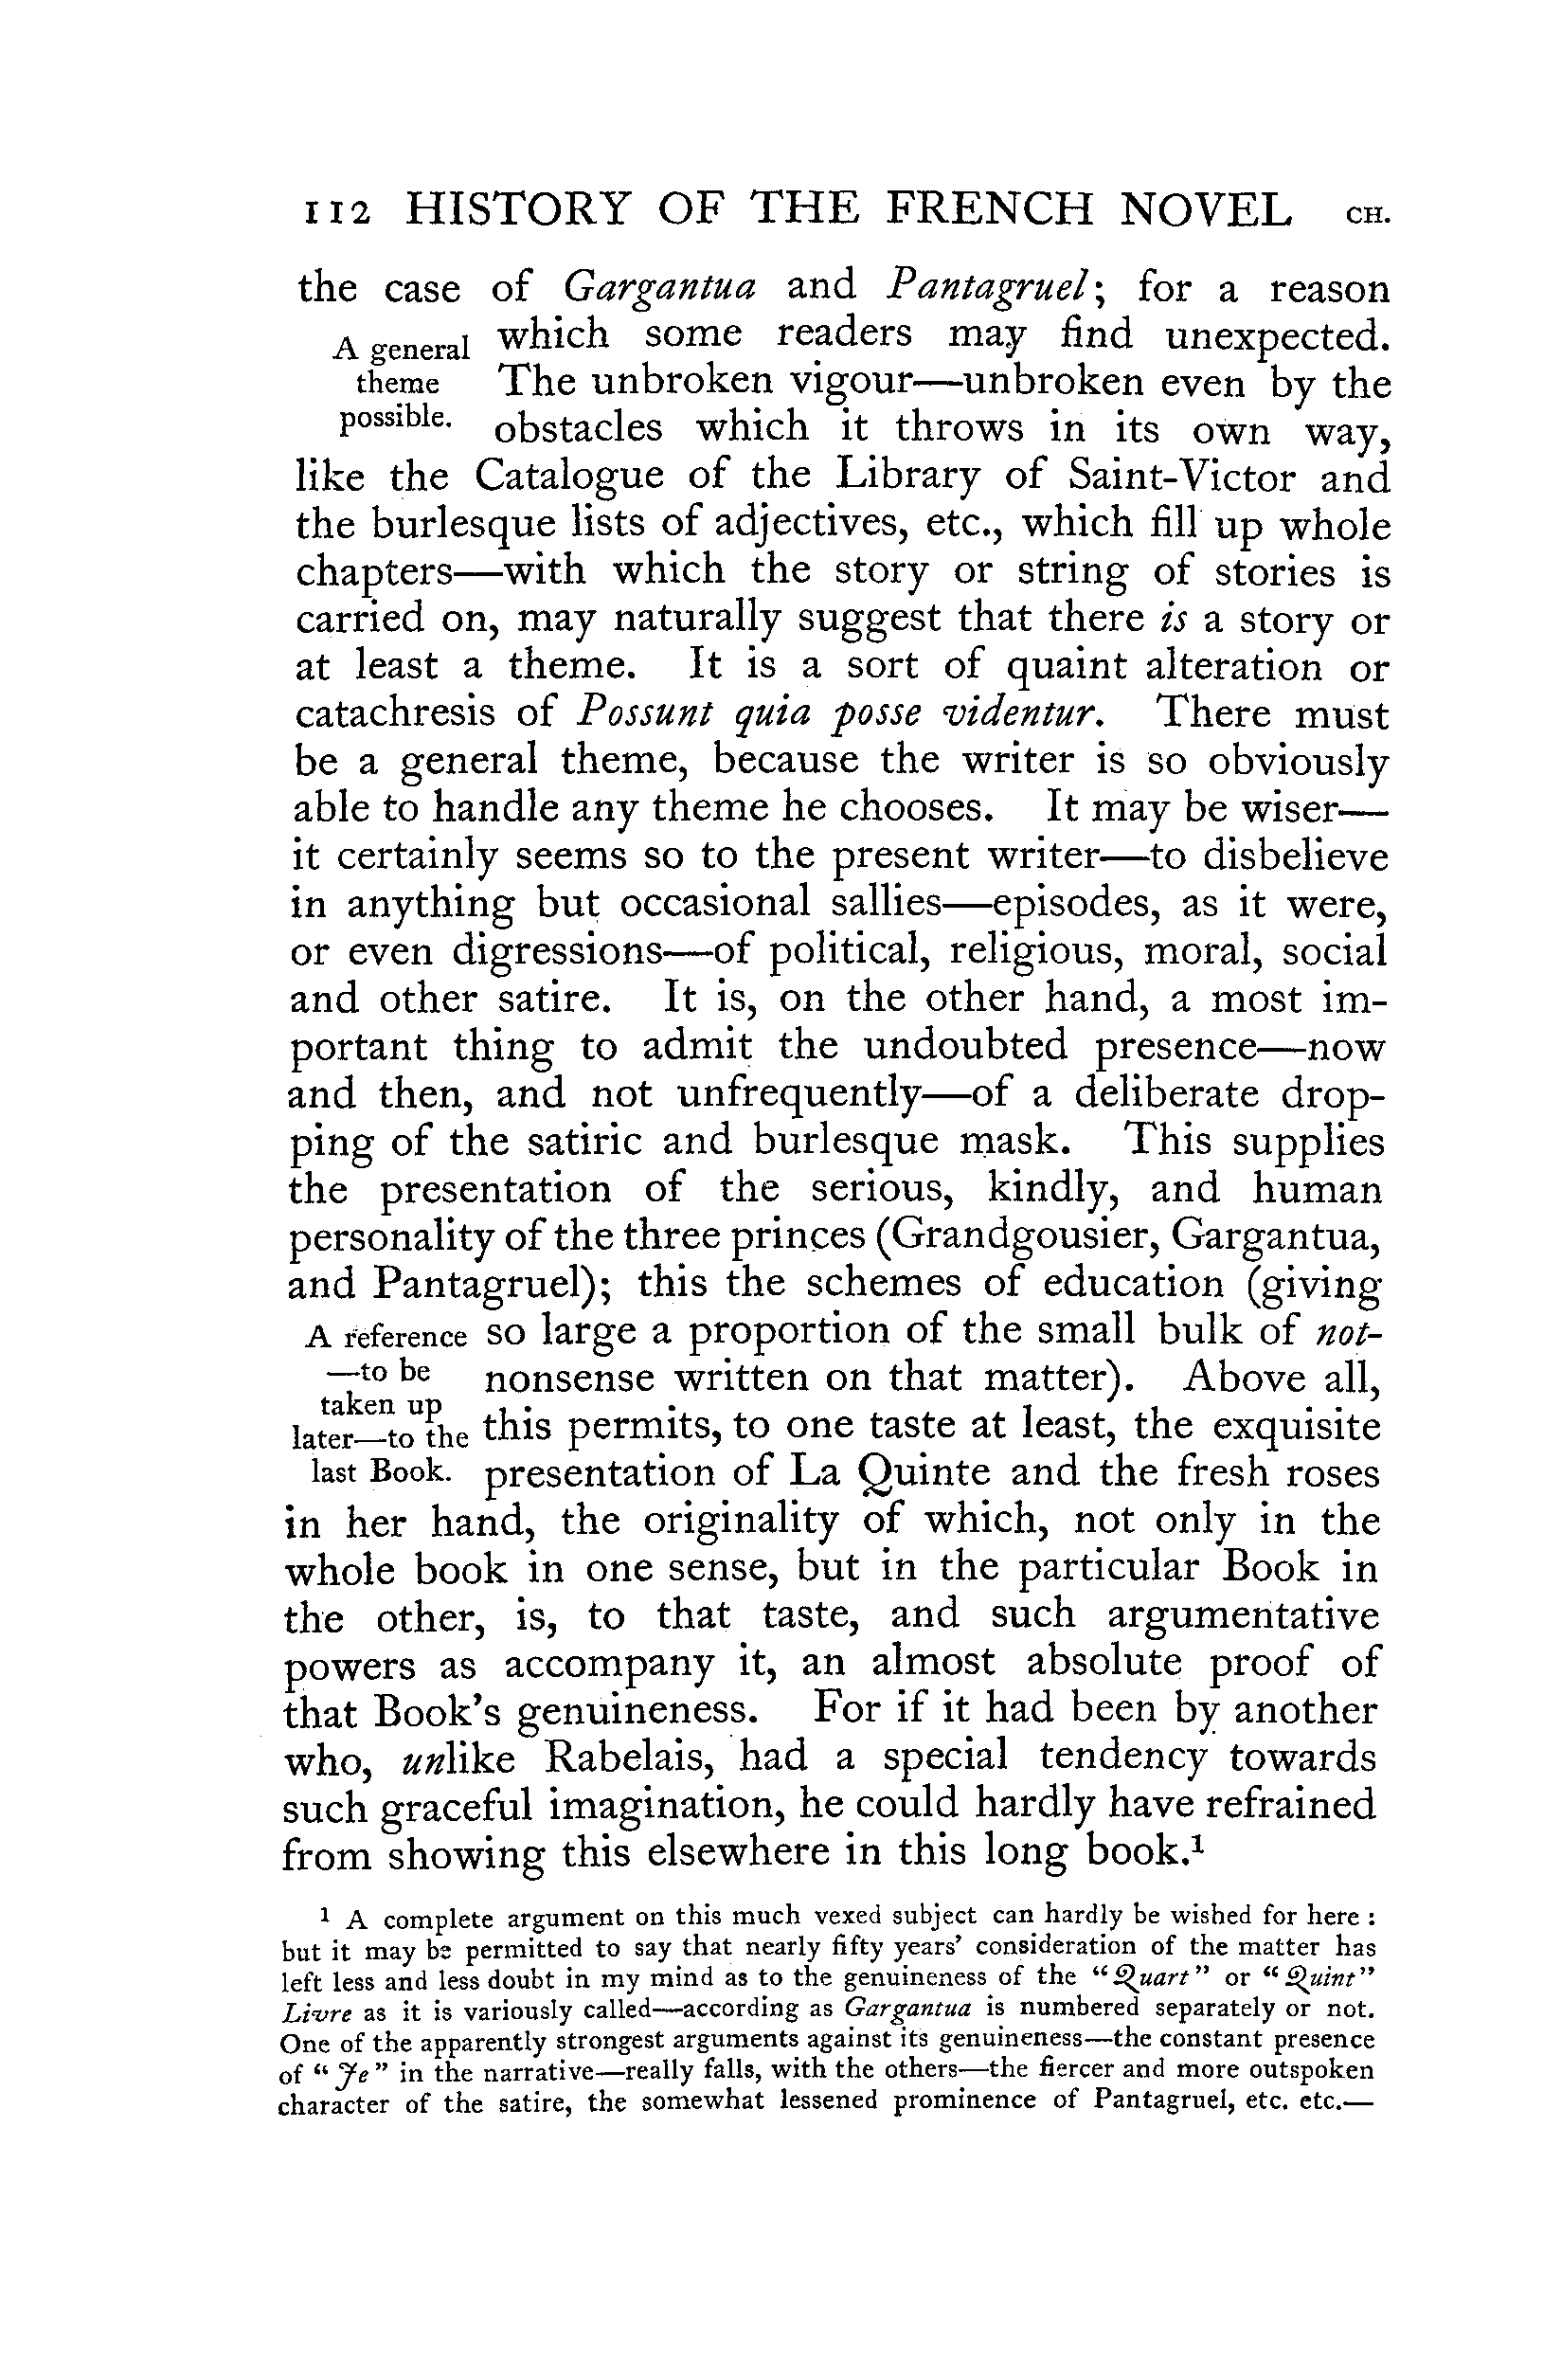 112 HISTORY OF THE FRENCH NOVEL CH.
the case of Gargantua and Pantagruel; for a reason
which some readers may find unexpected.
A general
theme
possible.
The unbroken vigour—unbroken even by the
obstacles which it throws in its own way,
like the Catalogue of the Library of Saint-Victor and
the burlesque lists of adjectives, etc., which fill up whole
chapters—with which the story or string of stories is
carried on, may naturally suggest that there is a story or
at least a theme. It is a sort of quaint alteration or
catachresis of Possunt quia posse videntur. There must
be a general theme, because the writer is so obviously
able to handle any theme he chooses. It may be wiser—
it certainly seems so to the present writer—to disbelieve
in anything but occasional sallies—episodes, as it were,
or even digressions—of political, religious, moral, social
and other satire. It is, on the other hand, a most im-
portant thing to admit the undoubted presence—now
and then, and not unfrequently—of a deliberate drop-
ping of the satiric and burlesque mask. This supplies
the presentation of the serious, kindly, and human
personality of the three princes (Grandgousier, Gargantua,
and Pantagruel); this the schemes of education (giving
A reference
—to be
taken up
later—to the
last Book.
so large a proportion of the small bulk of not-
nonsense written on that matter). Above all,
this permits, to one taste at least, the exquisite
presentation of La Quinte and the fresh roses
in her hand, the originality of which, not only in the
whole book in one sense, but in the particular Book in
the other, is, to that taste, and such argumentative
powers as accompany it, an almost absolute proof of
that Book's genuineness. For if it had been by another
who, unlike Rabelais, had a special tendency towards
such graceful imagination, he could hardly have refrained
from showing this elsewhere in this long book.¹
¹ A complete argument on this much vexed subject can hardly be wished for here :
but it may be permitted to say that nearly fifty years' consideration of the matter has
left less and less doubt in my mind as to the genuineness of the "Quart" or "Quint"
Livre as it is variously called—according as Gargantua is numbered separately or not.
One of the apparently strongest arguments against its genuineness—the constant presence
of "Je" in the narrative—really falls, with the others—the fiercer and more outspoken
character of the satire, the somewhat lessened prominence of Pantagruel, etc. etc.—